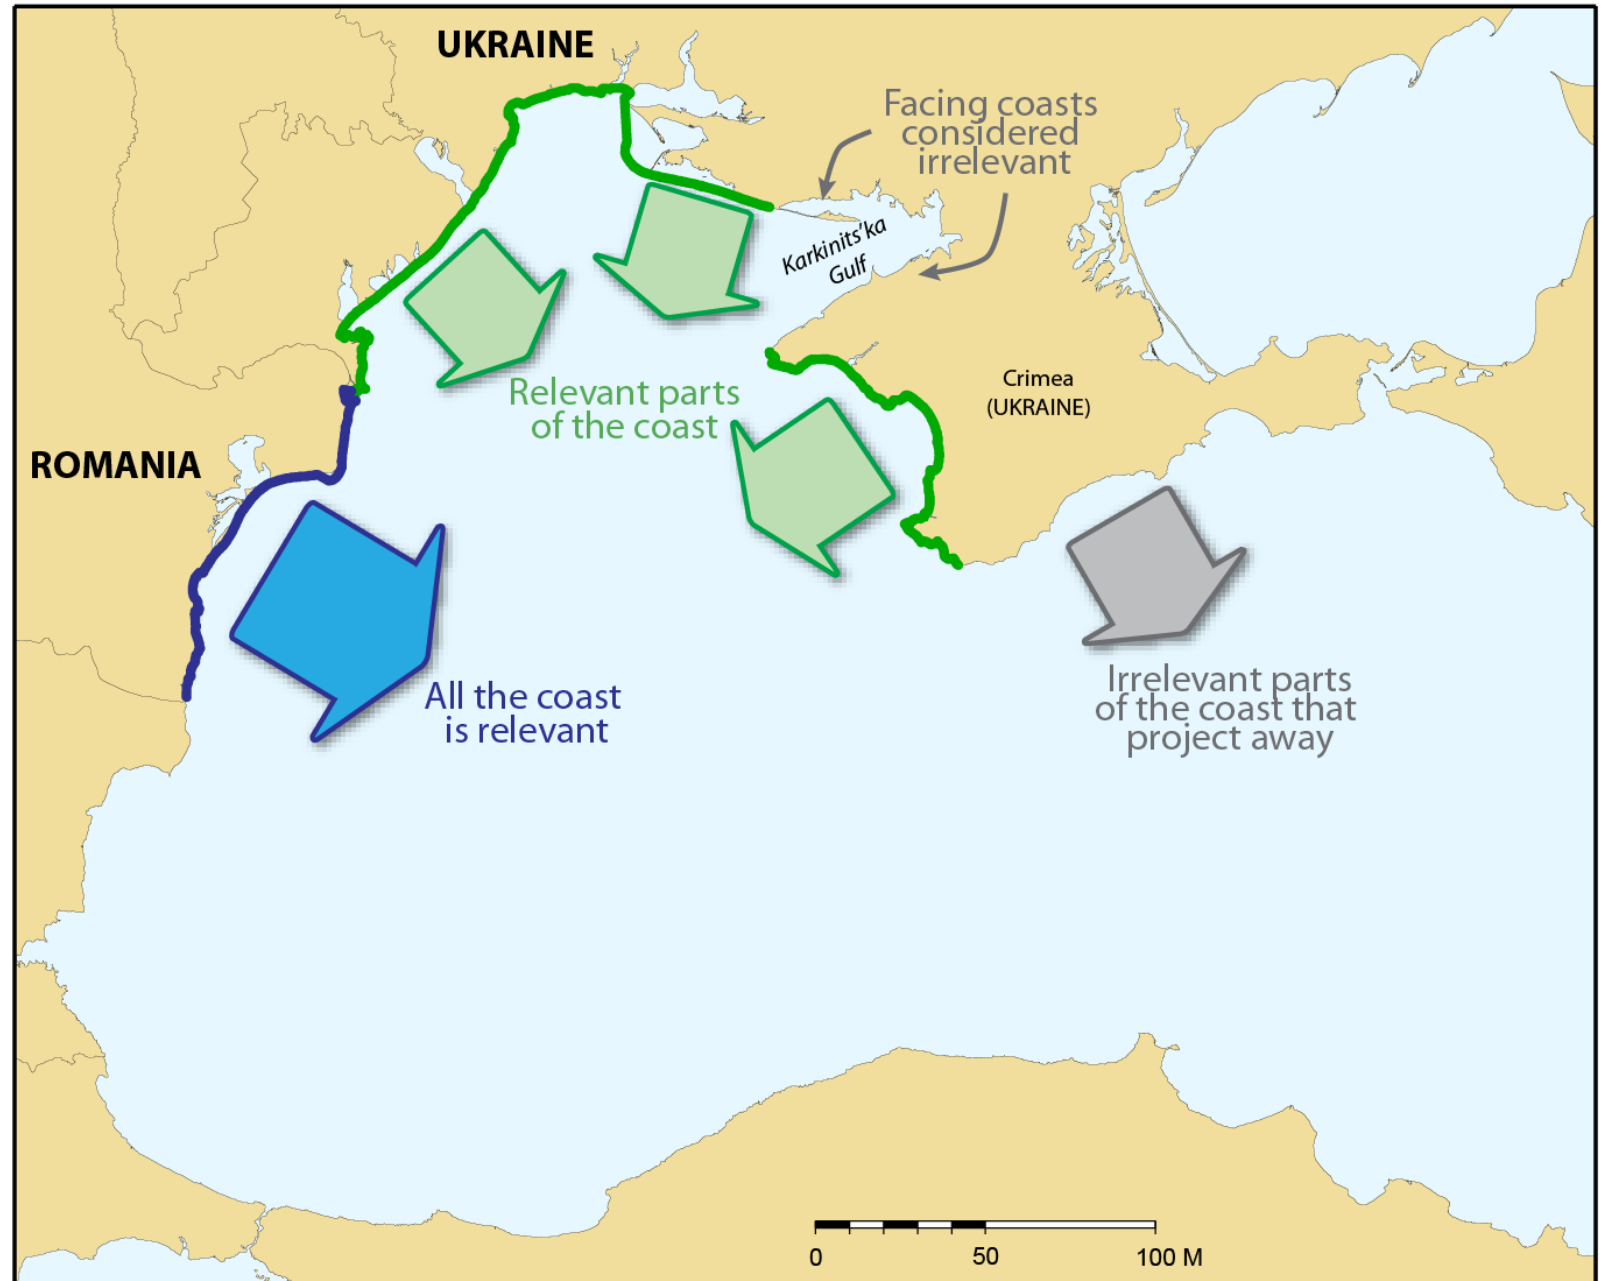 UKRAINE
Facing coasts
considered
irrelevant
Karkinits'ka
Gulf
Relevant parts
of the coast
Crimea
(UKRAINE)
ROMANIA
All the coast
is relevant
Irrelevant parts
of the coast that
project away
0 50 100 M